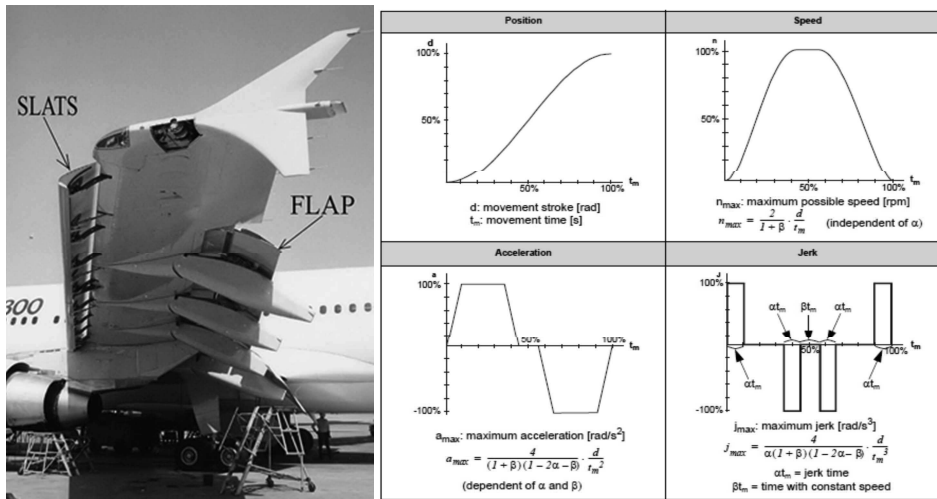 SLATS
FLAP
300
Position
Speed
d
100%
50%
50%
100%
t_m
d: movement stroke [rad]
t_m: movement time [s]
n
100%
50%
50%
100%
t_m
n_max: maximum possible speed [rpm]
n_max = 2 / (1 + β) · d / t_m (independent of α)
Acceleration
Jerk
a
100%
50%
100%
t_m
-100%
a_max: maximum acceleration [rad/s²]
a_max = 4 / ((1 + β)(1 - 2α - β)) · d / t_m²
(dependent of α and β)
J
100%
αt_m βt_m αt_m
50%
100%
t_m
αt_m
αt_m
-100%
j_max: maximum jerk [rad/s³]
j_max = 4 / (α(1 + β)(1 - 2α - β)) · d / t_m³
αt_m = jerk time
βt_m = time with constant speed